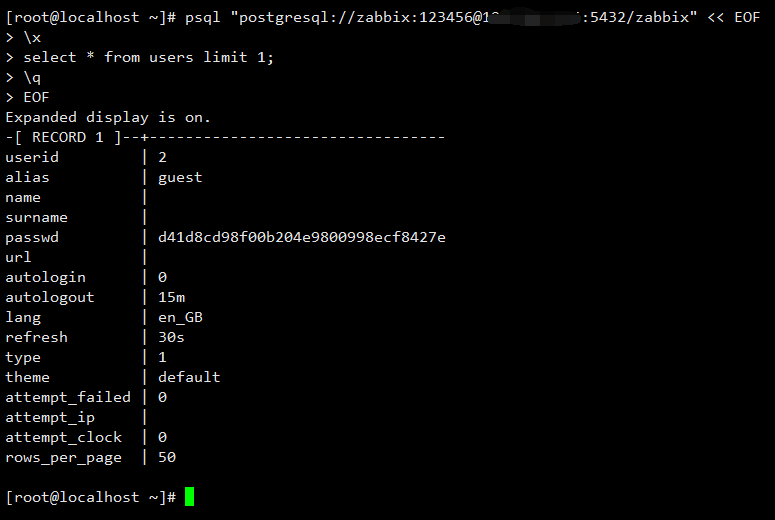 [root@localhost ~]# psql "postgresql://zabbix:123456@ :5432/zabbix" << EOF
> \x
> select * from users limit 1;
> \q
> EOF
Expanded display is on.
-[ RECORD 1 ]--+---------------------------------
userid         | 2
alias          | guest
name           |
surname        |
passwd         | d41d8cd98f00b204e9800998ecf8427e
url            |
autologin      | 0
autologout     | 15m
lang           | en_GB
refresh        | 30s
type           | 1
theme          | default
attempt_failed | 0
attempt_ip     |
attempt_clock  | 0
rows_per_page  | 50
[root@localhost ~]#